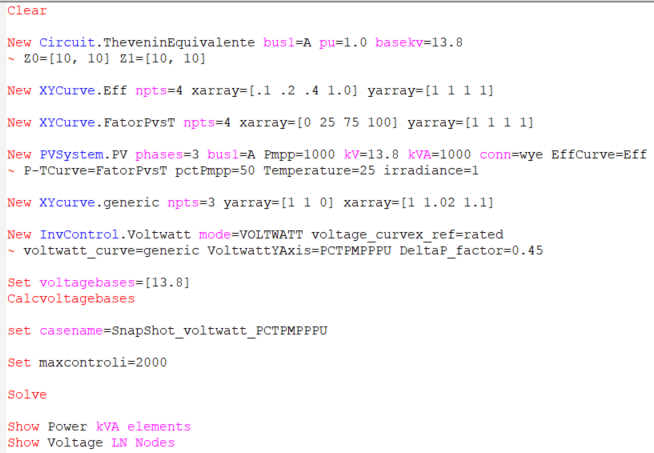 Clear
New Circuit.TheveninEquivalente bus1=A pu=1.0 basekv=13.8
~ Z0=[10, 10] Z1=[10, 10]
New XYCurve.Eff npts=4 xarray=[.1 .2 .4 1.0] yarray=[1 1 1 1]
New XYCurve.FatorPvsT npts=4 xarray=[0 25 75 100] yarray=[1 1 1 1]
New PVSystem.PV phases=3 bus1=A Pmpp=1000 kV=13.8 kVA=1000 conn=wye EffCurve=Eff
~ P-TCurve=FatorPvsT pctPmpp=50 Temperature=25 irradiance=1
New XYcurve.generic npts=3 yarray=[1 1 0] xarray=[1 1.02 1.1]
New InvControl.Voltwatt mode=VOLTWATT voltage_curvex_ref=rated
~ voltwatt_curve=generic VoltwattYAxis=PCTPMPPPU DeltaP_factor=0.45
Set voltagebases=[13.8]
Calcvoltagebases
set casename=SnapShot_voltwatt_PCTPMPPPU
Set maxcontroli=2000
Solve
Show Power kVA elements
Show Voltage LN Nodes